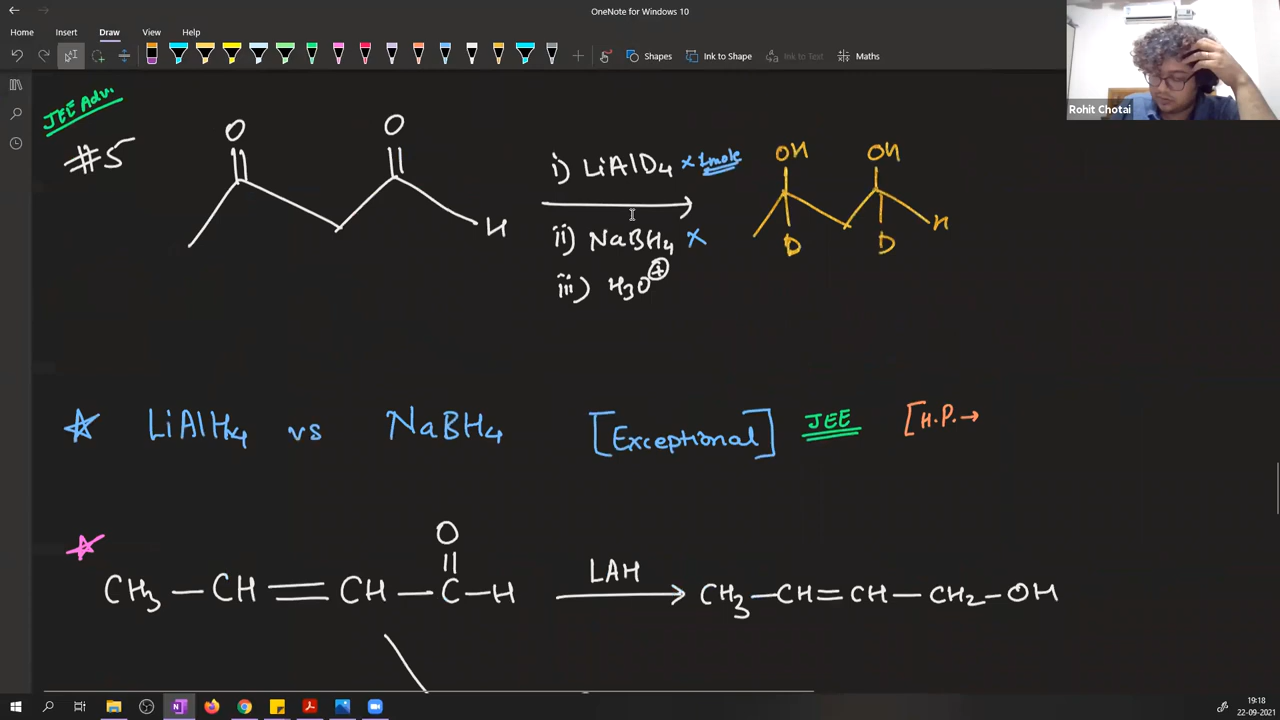 OneNote for Windows 10
Home Insert Draw View Help
Shapes Ink to Shape Ink to Text Maths
Rohit Chotai
JEE Adv.
#5
O O
H
i) LiAlD4 x 1mole
ii) NaBH4 x
iii) H3O⊕
OH OH
D D H
☆ LiAlH4 vs NaBH4 [Exceptional] JEE [H.P.→
☆
O
CH3—CH=CH—C—H LAH CH3—CH=CH—CH2—OH
19:18
22-09-2021